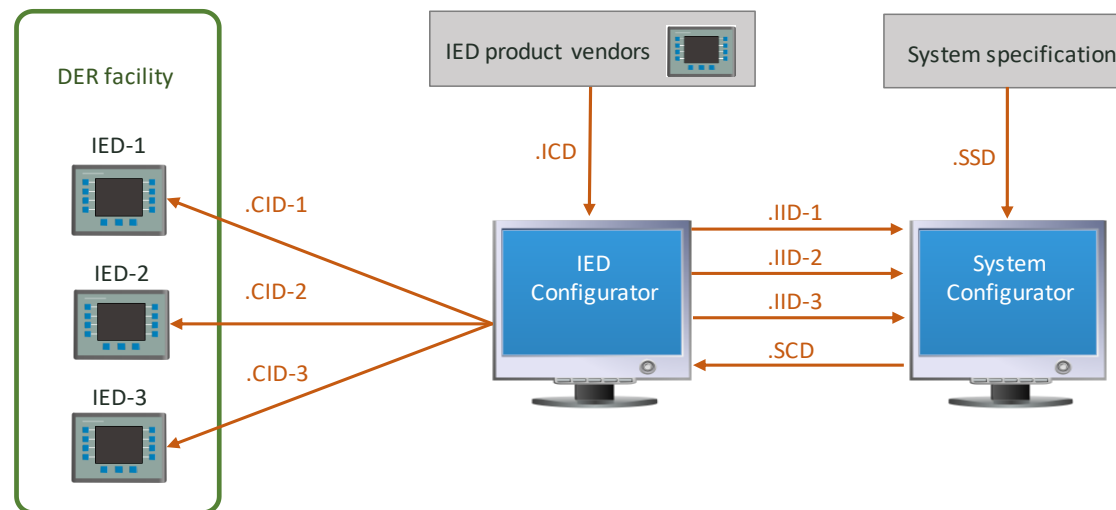 DER facility
IED-1
IED-2
IED-3
.CID-1
.CID-2
.CID-3
IED product vendors
.ICD
IED
Configurator
.IID-1
.IID-2
.IID-3
.SCD
System specification
.SSD
System
Configurator